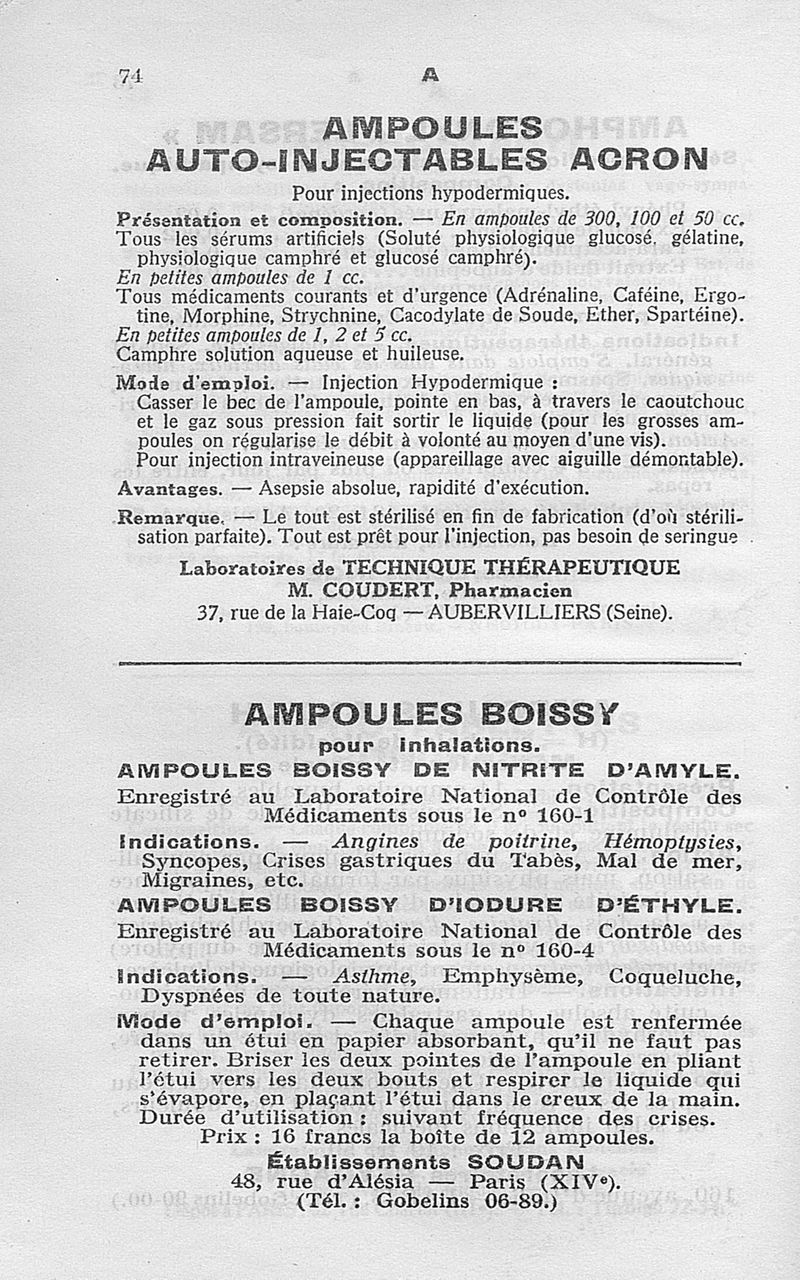 74
A
AMPOULES
AUTO-INJECTABLES ACRON
Pour injections hypodermiques.
Présentation et composition. — En ampoules de 300, 100 et 50 cc.
Tous les sérums artificiels (Soluté physiologique glucosé, gélatine,
physiologique camphré et glucosé camphré).
En petites ampoules de 1 cc.
Tous médicaments courants et d'urgence (Adrénaline, Caféine, Ergo-
tine, Morphine, Strychnine, Cacodylate de Soude, Ether, Spartéine).
En petites ampoules de 1, 2 et 5 cc.
Camphre solution aqueuse et huileuse.
Mode d'emploi. — Injection Hypodermique :
Casser le bec de l'ampoule, pointe en bas, à travers le caoutchouc
et le gaz sous pression fait sortir le liquide (pour les grosses am-
poules on régularise le débit à volonté au moyen d'une vis).
Pour injection intraveineuse (appareillage avec aiguille démontable).
Avantages. — Asepsie absolue, rapidité d'exécution.
Remarque. — Le tout est stérilisé en fin de fabrication (d'où stérili-
sation parfaite). Tout est prêt pour l'injection, pas besoin de seringue .
Laboratoires de TECHNIQUE THÉRAPEUTIQUE
M. COUDERT, Pharmacien
37, rue de la Haie-Coq — AUBERVILLIERS (Seine).
AMPOULES BOISSY
pour inhalations.
AMPOULES BOISSY DE NITRITE D'AMYLE.
Enregistré au Laboratoire National de Contrôle des
Médicaments sous le n° 160-1
Indications. — Angines de poitrine, Hémoptysies,
Syncopes, Crises gastriques du Tabès, Mal de mer,
Migraines, etc.
AMPOULES BOISSY D'IODURE D'ÉTHYLE.
Enregistré au Laboratoire National de Contrôle des
Médicaments sous le n° 160-4
Indications. — Asthme, Emphysème, Coqueluche,
Dyspnées de toute nature.
Mode d'emploi. — Chaque ampoule est renfermée
dans un étui en papier absorbant, qu'il ne faut pas
retirer. Briser les deux pointes de l'ampoule en pliant
l'étui vers les deux bouts et respirer le liquide qui
s'évapore, en plaçant l'étui dans le creux de la main.
Durée d'utilisation : suivant fréquence des crises.
Prix : 16 francs la boîte de 12 ampoules.
Établissements SOUDAN
48, rue d'Alésia — Paris (XIVe).
(Tél. : Gobelins 06-89.)